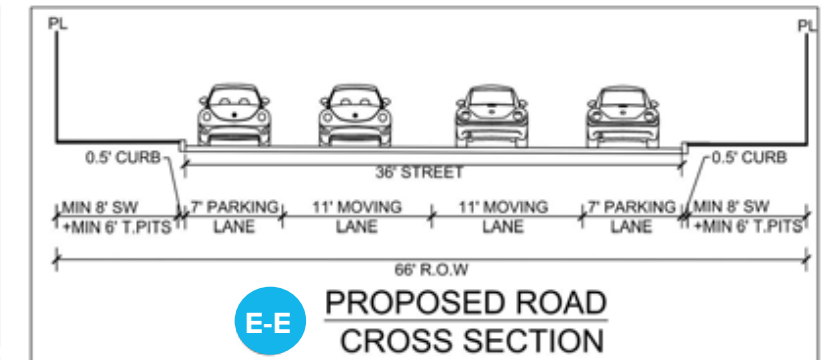 PL
PL
0.5' CURB
36' STREET
0.5' CURB
MIN 8' SW
+MIN 6' T.PITS
7' PARKING
LANE
11' MOVING
LANE
11' MOVING
LANE
7' PARKING
LANE
MIN 8' SW
+MIN 6' T.PITS
66' R.O.W
E-E
PROPOSED ROAD
CROSS SECTION